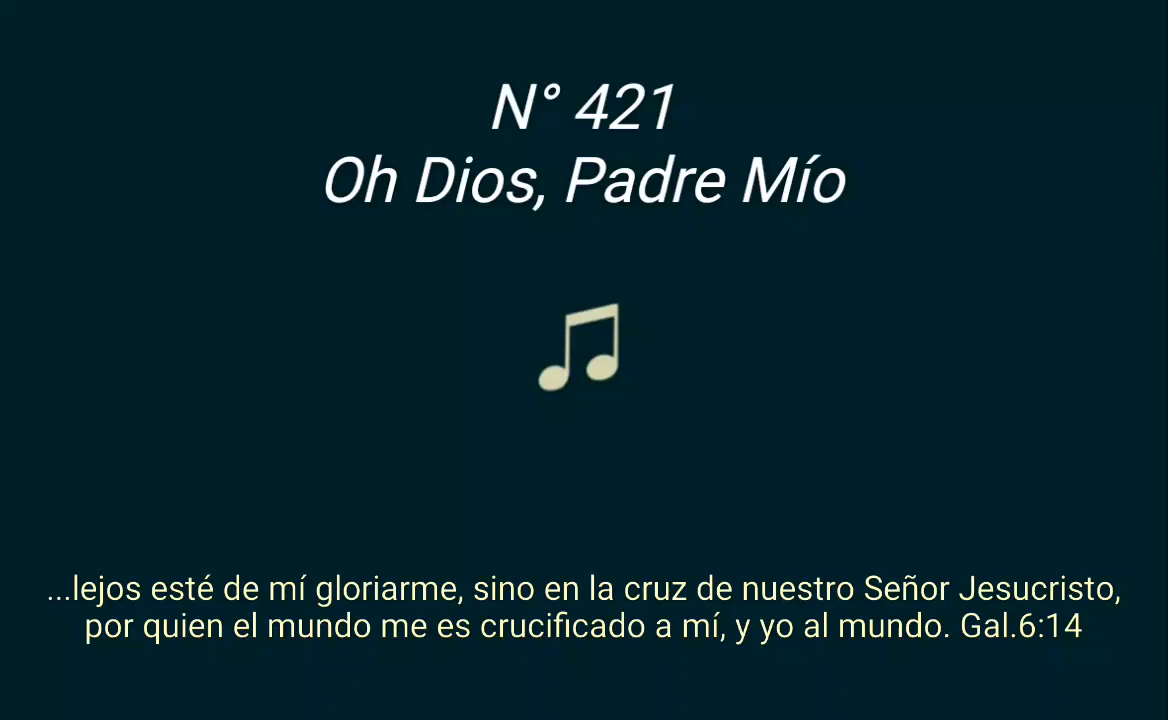 N° 421
Oh Dios, Padre Mío
...lejos esté de mí gloriarme, sino en la cruz de nuestro Señor Jesucristo,
por quien el mundo me es crucificado a mí, y yo al mundo. Gal.6:14